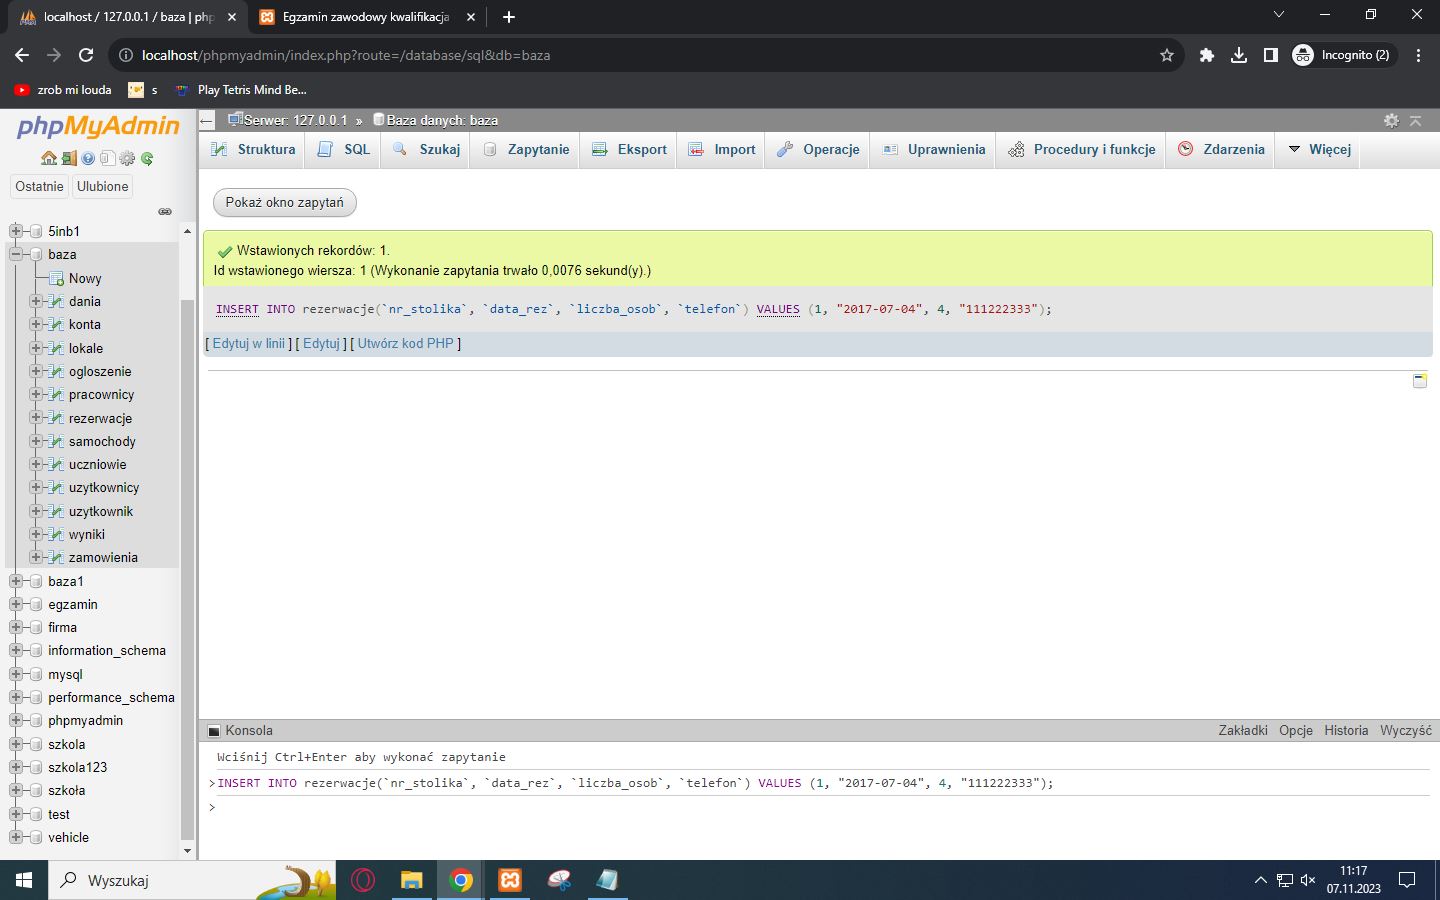 localhost / 127.0.0.1 / baza | php
Egzamin zawodowy kwalifikacja
localhost/phpmyadmin/index.php?route=/database/sql&db=baza
Incognito (2)
zrob mi louda
s
Play Tetris Mind Be...
phpMyAdmin
Ostatnie
Ulubione
5inb1
baza
Nowy
dania
konta
lokale
ogloszenie
pracownicy
rezerwacje
samochody
uczniowie
uzytkownicy
uzytkownik
wyniki
zamowienia
baza1
egzamin
firma
information_schema
mysql
performance_schema
phpmyadmin
szkola
szkola123
szkoła
test
vehicle
Serwer: 127.0.0.1 » Baza danych: baza
Struktura
SQL
Szukaj
Zapytanie
Eksport
Import
Operacje
Uprawnienia
Procedury i funkcje
Zdarzenia
Więcej
Pokaż okno zapytań
Wstawionych rekordów: 1.
Id wstawionego wiersza: 1 (Wykonanie zapytania trwało 0,0076 sekund(y).)
INSERT INTO rezerwacje(`nr_stolika`, `data_rez`, `liczba_osob`, `telefon`) VALUES (1, "2017-07-04", 4, "111222333");
[ Edytuj w linii ] [ Edytuj ] [ Utwórz kod PHP ]
Konsola
Zakładki
Opcje
Historia
Wyczyść
Wciśnij Ctrl+Enter aby wykonać zapytanie
>INSERT INTO rezerwacje(`nr_stolika`, `data_rez`, `liczba_osob`, `telefon`) VALUES (1, "2017-07-04", 4, "111222333");
>
Wyszukaj
11:17
07.11.2023